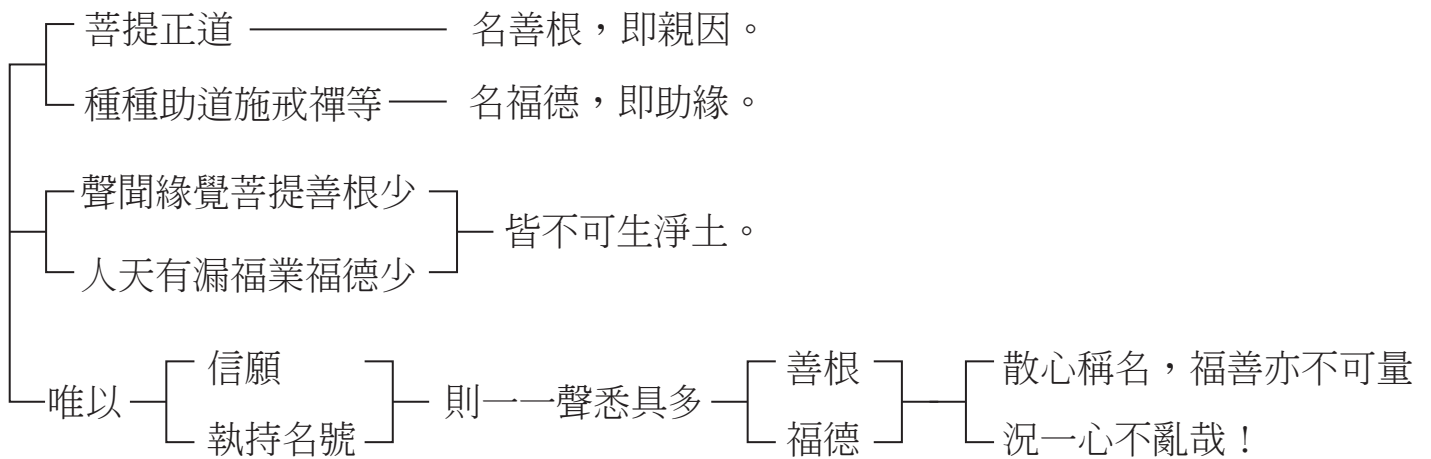 菩提正道 名善根，即親因。
種種助道施戒禪等 名福德，即助緣。
聲聞緣覺菩提善根少
皆不可生淨土。
人天有漏福業福德少
唯以
信願
執持名號
則一一聲悉具多
善根
福德
散心稱名，福善亦不可量
況一心不亂哉！